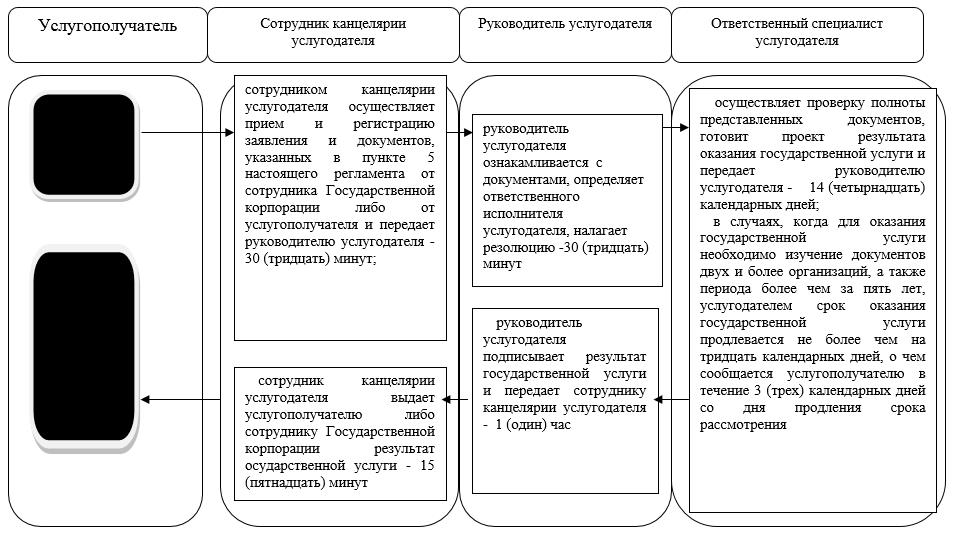 Услугополучатель
Сотрудник канцелярии
услугодателя
Руководитель услугодателя
Ответственный специалист
услугодателя
сотрудником канцелярии
услугодателя осуществляет
прием и регистрацию
заявления и документов,
указанных в пункте 5
настоящего регламента от
сотрудника Государственной
корпорации либо от
услугополучателя и передает
руководителю услугодателя -
30 (тридцать) минут;
руководитель
услугодателя
ознакамливается с
документами, определяет
ответственного
исполнителя
услугодателя, налагает
резолюцию -30 (тридцать)
минут
осуществляет проверку полноты
представленных документов,
готовит проект результата
оказания государственной услуги и
передает руководителю
услугодателя - 14 (четырнадцать)
календарных дней;
в случаях, когда для оказания
государственной услуги
необходимо изучение документов
двух и более организаций, а также
периода более чем за пять лет,
услугодателем срок оказания
государственной услуги
продлевается не более чем на
тридцать календарных дней, о чем
сообщается услугополучателю в
течение 3 (трех) календарных дней
со дня продления срока
рассмотрения
руководитель
услугодателя
подписывает результат
государственной услуги
и передает сотруднику
канцелярии услугодателя
- 1 (один) час
сотрудник канцелярии
услугодателя выдает
услугополучателю либо
сотруднику Государственной
корпорации результат
осударственной услуги - 15
(пятнадцать) минут